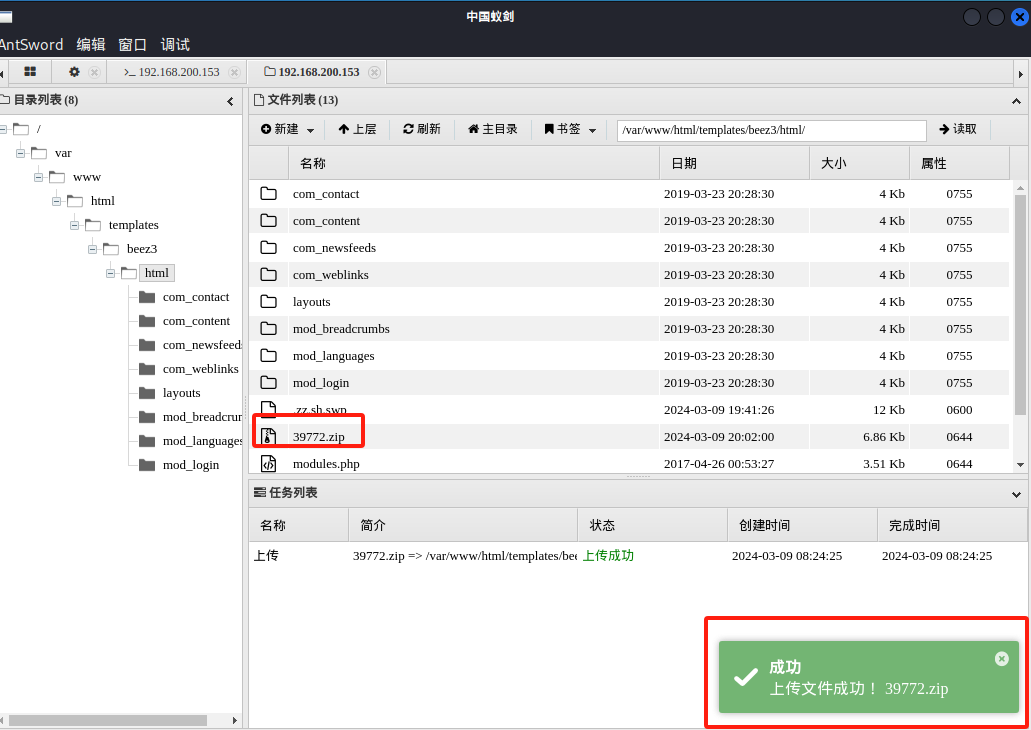 中国蚁剑
AntSword 编辑 窗口 调试
>_ 192.168.200.153 192.168.200.153
目录列表 (8)
/
var
www
html
templates
beez3
html
com_contact
com_content
com_newsfeeds
com_weblinks
layouts
mod_breadcrum
mod_languages
mod_login
文件列表 (13)
新建 上层 刷新 主目录 书签 /var/www/html/templates/beez3/html/ 读取
名称 日期 大小 属性
com_contact 2019-03-23 20:28:30 4 Kb 0755
com_content 2019-03-23 20:28:30 4 Kb 0755
com_newsfeeds 2019-03-23 20:28:30 4 Kb 0755
com_weblinks 2019-03-23 20:28:30 4 Kb 0755
layouts 2019-03-23 20:28:30 4 Kb 0755
mod_breadcrumbs 2019-03-23 20:28:30 4 Kb 0755
mod_languages 2019-03-23 20:28:30 4 Kb 0755
mod_login 2019-03-23 20:28:30 4 Kb 0755
.zz.sh.swp 2024-03-09 19:41:26 12 Kb 0600
39772.zip 2024-03-09 20:02:00 6.86 Kb 0644
modules.php 2017-04-26 00:53:27 3.51 Kb 0644
任务列表
名称 简介 状态 创建时间 完成时间
上传 39772.zip => /var/www/html/templates/bee 上传成功 2024-03-09 08:24:25 2024-03-09 08:24:25
成功
上传文件成功！ 39772.zip